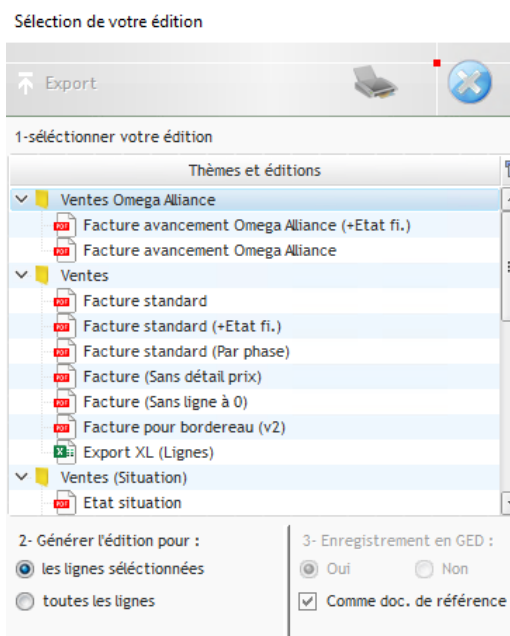 Sélection de votre édition
Export
1-séléctionner votre édition
Thèmes et éditions
Ventes Omega Alliance
Facture avancement Omega Alliance (+Etat fi.)
Facture avancement Omega Alliance
Ventes
Facture standard
Facture standard (+Etat fi.)
Facture standard (Par phase)
Facture (Sans détail prix)
Facture (Sans ligne à 0)
Facture pour bordereau (v2)
Export XL (Lignes)
Ventes (Situation)
Etat situation
2- Générer l'édition pour :
les lignes séléctionnées
toutes les lignes
3- Enregistrement en GED :
Oui
Non
Comme doc. de référence